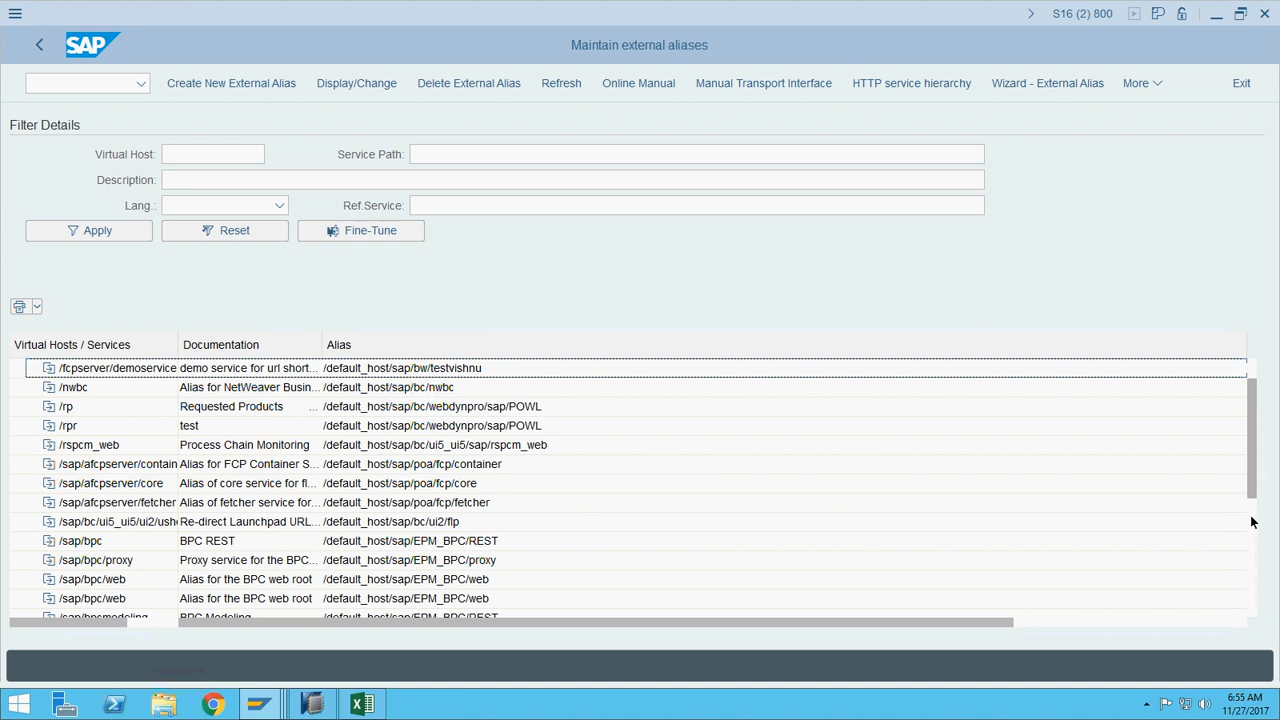 S16 (2) 800
SAP
Maintain external aliases
Create New External Alias
Display/Change
Delete External Alias
Refresh
Online Manual
Manual Transport Interface
HTTP service hierarchy
Wizard - External Alias
More
Exit
Filter Details
Virtual Host:
Service Path:
Description:
Lang.:
Ref.Service:
Apply
Reset
Fine-Tune
Virtual Hosts / Services Documentation Alias
/fcpserver/demoservice demo service for url short... /default_host/sap/bw/testvishnu
/nwbc Alias for NetWeaver Busin... /default_host/sap/bc/nwbc
/rp Requested Products ... /default_host/sap/bc/webdynpro/sap/POWL
/rpr test /default_host/sap/bc/webdynpro/sap/POWL
/rspcm_web Process Chain Monitoring /default_host/sap/bc/ui5_ui5/sap/rspcm_web
/sap/afcpserver/contain Alias for FCP Container S... /default_host/sap/poa/fcp/container
/sap/afcpserver/core Alias of core service for fl... /default_host/sap/poa/fcp/core
/sap/afcpserver/fetcher Alias of fetcher service for... /default_host/sap/poa/fcp/fetcher
/sap/bc/ui5_ui5/ui2/ushe Re-direct Launchpad URL... /default_host/sap/bc/ui2/flp
/sap/bpc BPC REST /default_host/sap/EPM_BPC/REST
/sap/bpc/proxy Proxy service for the BPC... /default_host/sap/EPM_BPC/proxy
/sap/bpc/web Alias for the BPC web root /default_host/sap/EPM_BPC/web
/sap/bpc/web Alias for the BPC web root /default_host/sap/EPM_BPC/web
/sap/bpcmodeling BPC Modeling /default_host/sap/EPM_BPC/REST
6:55 AM
11/27/2017